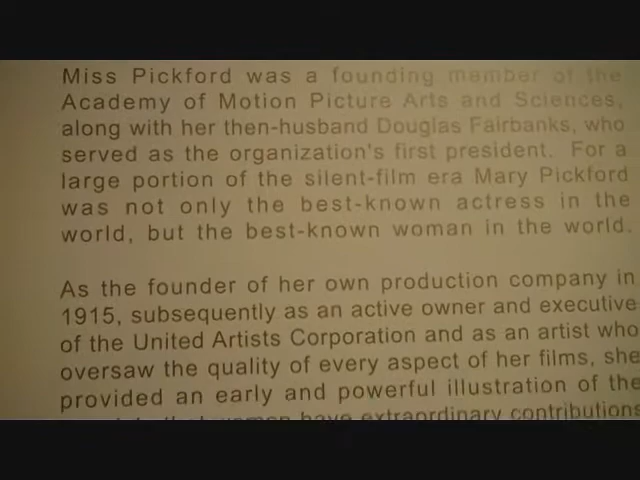 Miss Pickford was a founding member of the
Academy of Motion Picture Arts and Sciences,
along with her then-husband Douglas Fairbanks, who
served as the organization's first president. For a
large portion of the silent-film era Mary Pickford
was not only the best-known actress in the
world, but the best-known woman in the world.
As the founder of her own production company in
1915, subsequently as an active owner and executive
of the United Artists Corporation and as an artist who
oversaw the quality of every aspect of her films, she
provided an early and powerful illustration of the
that women have extraordinary contributions